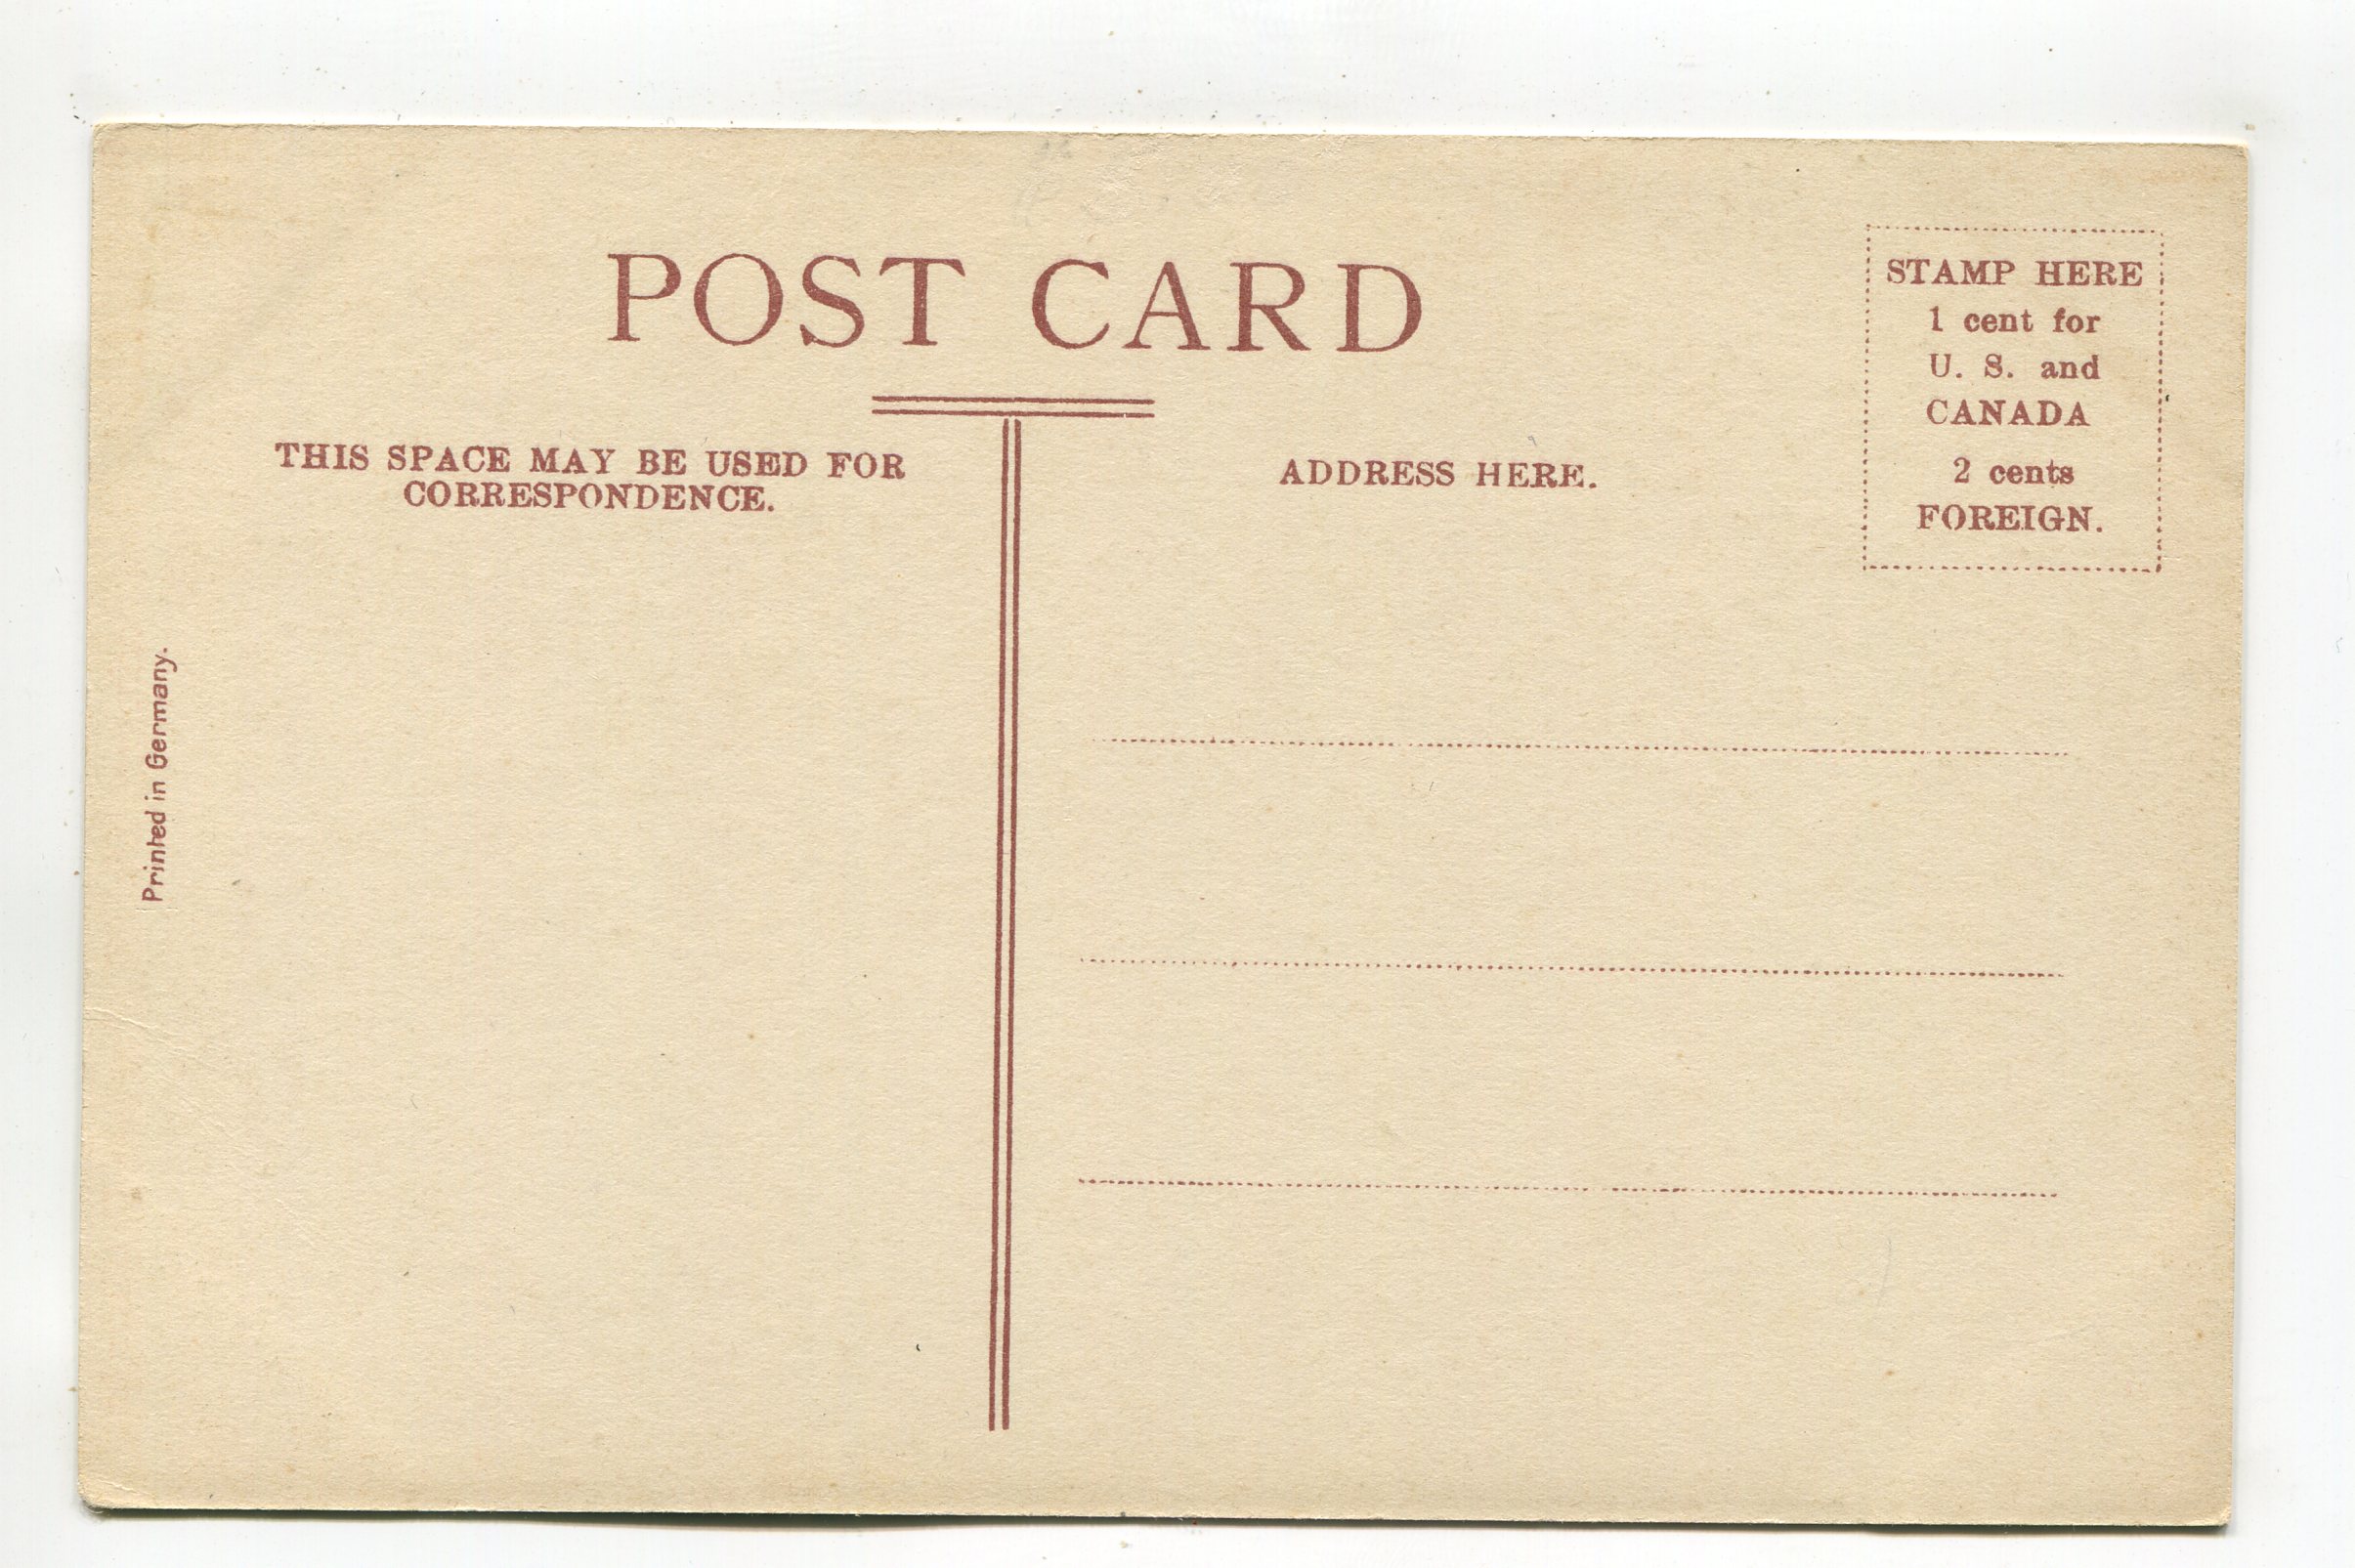 POST CARD
THIS SPACE MAY BE USED FOR
CORRESPONDENCE.
ADDRESS HERE.
STAMP HERE
1 cent for
U. S. and
CANADA
2 cents
FOREIGN.
Printed in Germany.